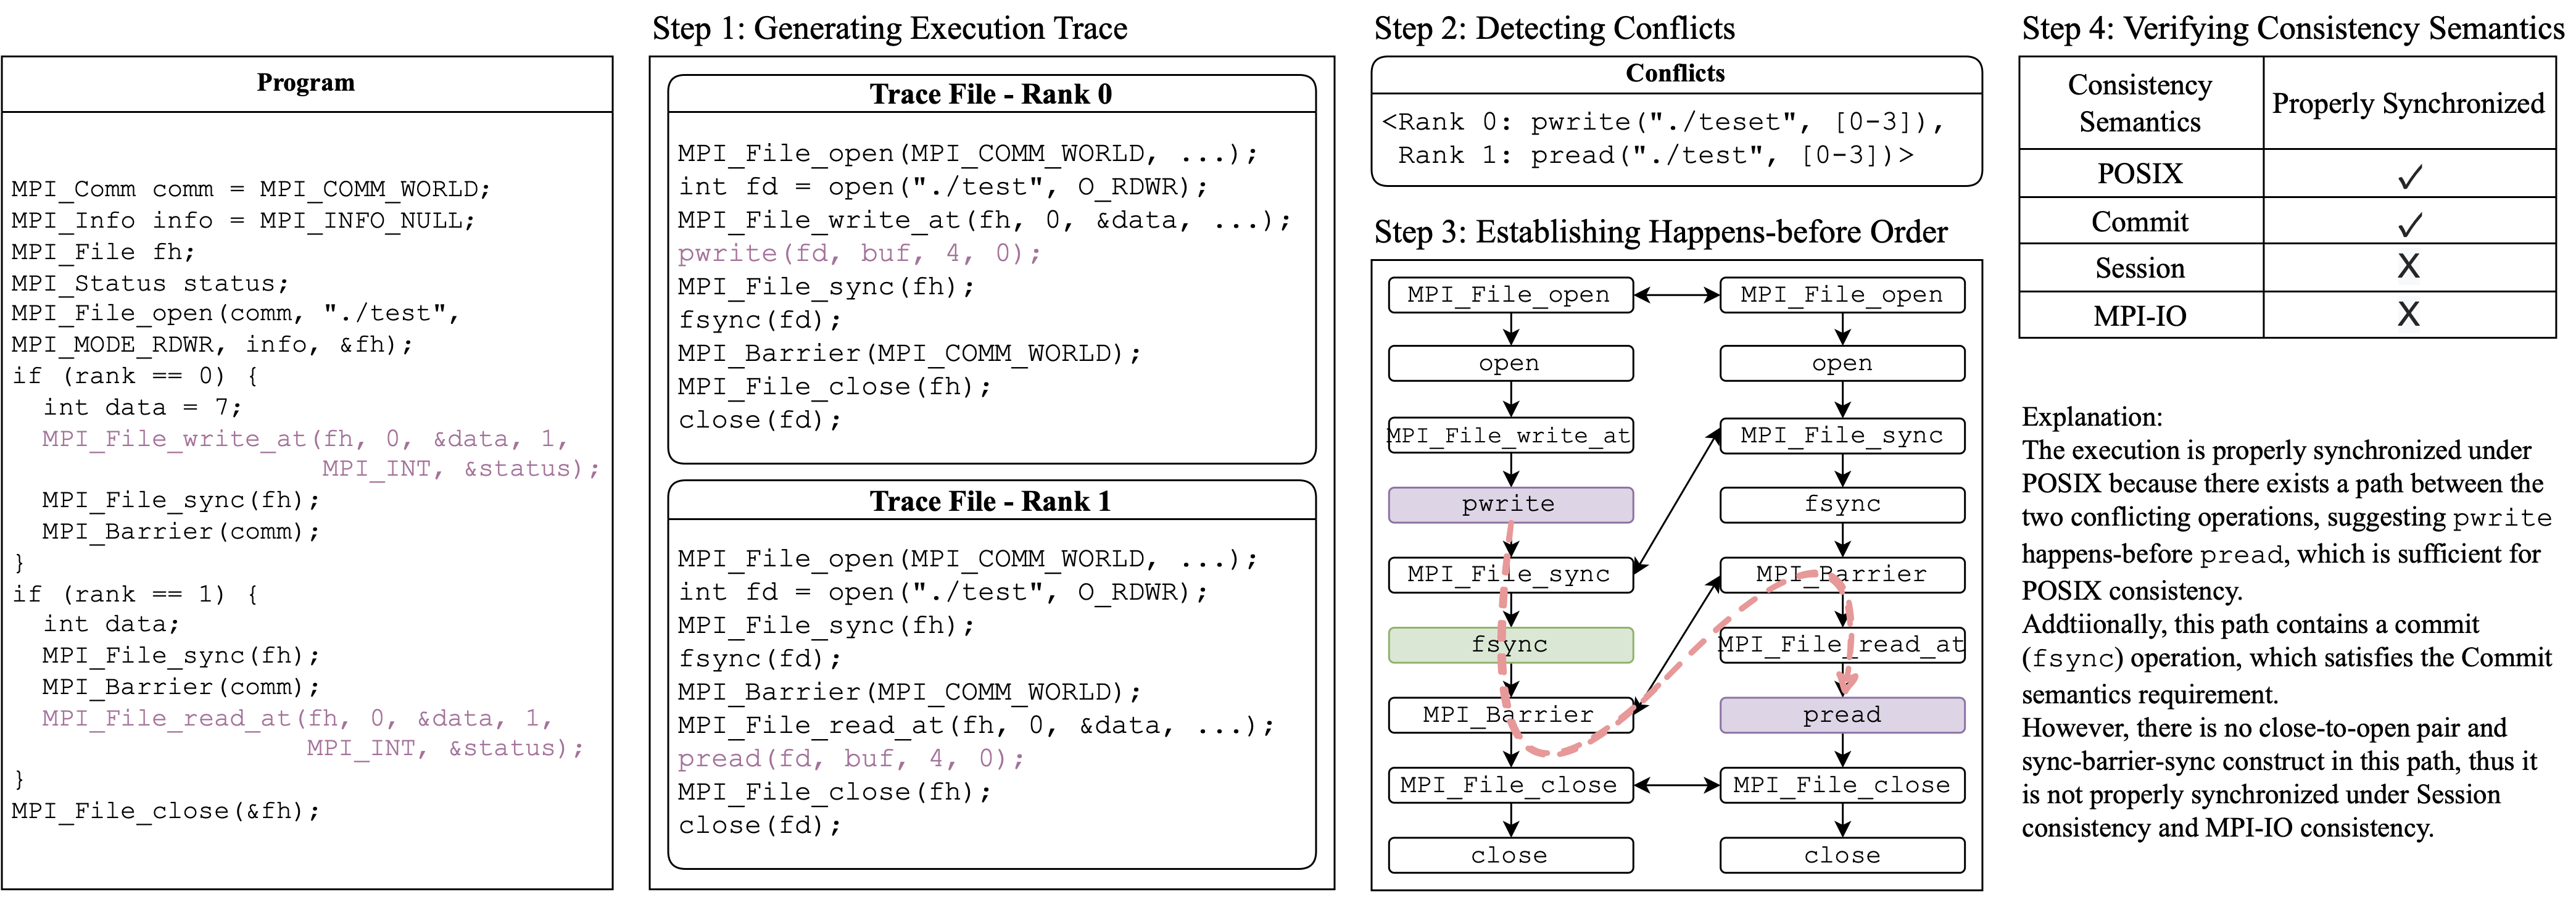 Program
MPI_Comm comm = MPI_COMM_WORLD;
MPI_Info info = MPI_INFO_NULL;
MPI_File fh;
MPI_Status status;
MPI_File_open(comm, "./test",
MPI_MODE_RDWR, info, &fh);
if (rank == 0) {
  int data = 7;
  MPI_File_write_at(fh, 0, &data, 1,
                    MPI_INT, &status);
  MPI_File_sync(fh);
  MPI_Barrier(comm);
}
if (rank == 1) {
  int data;
  MPI_File_sync(fh);
  MPI_Barrier(comm);
  MPI_File_read_at(fh, 0, &data, 1,
                   MPI_INT, &status);
}
MPI_File_close(&fh);
Step 1: Generating Execution Trace
Trace File - Rank 0
MPI_File_open(MPI_COMM_WORLD, ...);
int fd = open("./test", O_RDWR);
MPI_File_write_at(fh, 0, &data, ...);
pwrite(fd, buf, 4, 0);
MPI_File_sync(fh);
fsync(fd);
MPI_Barrier(MPI_COMM_WORLD);
MPI_File_close(fh);
close(fd);
Trace File - Rank 1
MPI_File_open(MPI_COMM_WORLD, ...);
int fd = open("./test", O_RDWR);
MPI_File_sync(fh);
fsync(fd);
MPI_Barrier(MPI_COMM_WORLD);
MPI_File_read_at(fh, 0, &data, ...);
pread(fd, buf, 4, 0);
MPI_File_close(fh);
close(fd);
Step 2: Detecting Conflicts
Conflicts
<Rank 0: pwrite("./teset", [0-3]),
 Rank 1: pread("./test", [0-3])>
Step 3: Establishing Happens-before Order
MPI_File_open
open
MPI_File_write_at
pwrite
MPI_File_sync
fsync
MPI_Barrier
MPI_File_close
close
MPI_File_open
open
MPI_File_sync
fsync
MPI_Barrier
MPI_File_read_at
pread
MPI_File_close
close
Step 4: Verifying Consistency Semantics
Consistency
Semantics
Properly Synchronized
POSIX ✓
Commit ✓
Session X
MPI-IO X
Explanation:
The execution is properly synchronized under
POSIX because there exists a path between the
two conflicting operations, suggesting pwrite
happens-before pread, which is sufficient for
POSIX consistency.
Addtiionally, this path contains a commit
(fsync) operation, which satisfies the Commit
semantics requirement.
However, there is no close-to-open pair and
sync-barrier-sync construct in this path, thus it
is not properly synchronized under Session
consistency and MPI-IO consistency.